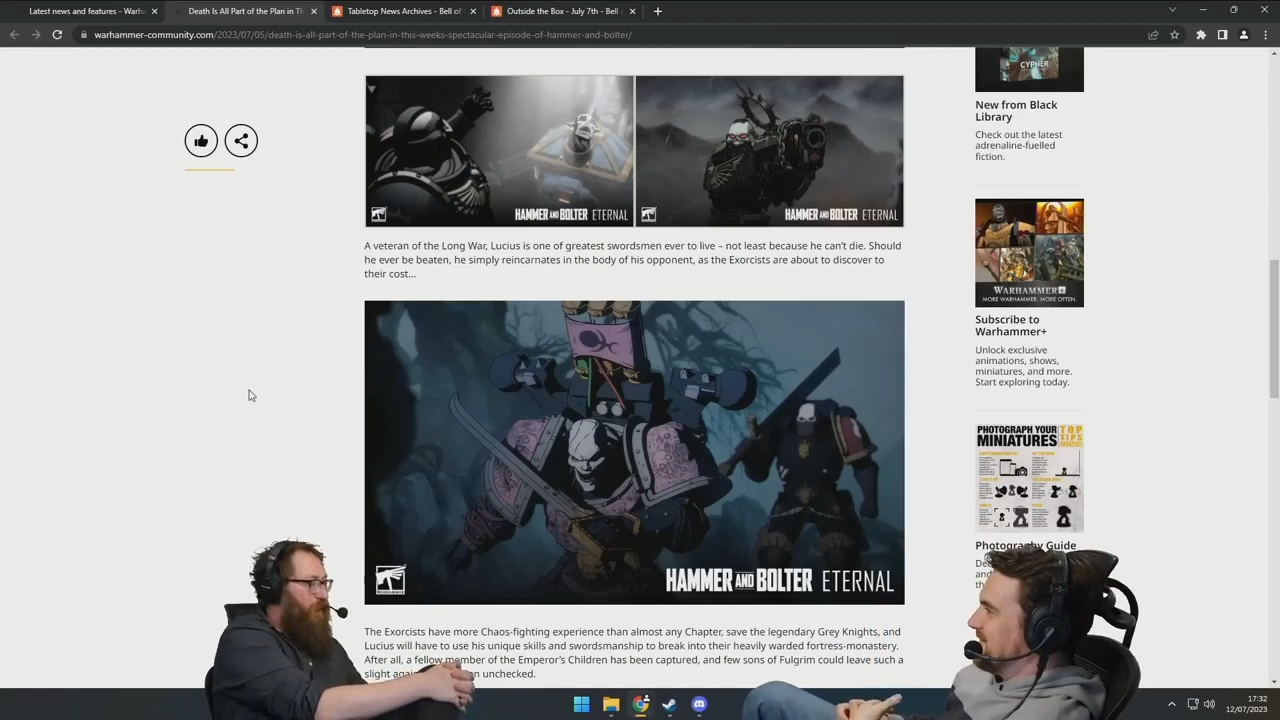 Latest news and features - Warha
Death Is All Part of the Plan in Th
Tabletop News Archives - Bell of
Outside the Box - July 7th - Bell
warhammer-community.com/2023/07/05/death-is-all-part-of-the-plan-in-this-weeks-spectacular-episode-of-hammer-and-bolter/
CYPHER
New from Black
Library
Check out the latest
adrenaline-fuelled
fiction.
HAMMER AND BOLTER ETERNAL
HAMMER AND BOLTER ETERNAL
A veteran of the Long War, Lucius is one of greatest swordsmen ever to live – not least because he can't die. Should
he ever be beaten, he simply reincarnates in the body of his opponent, as the Exorcists are about to discover to
their cost...
WARHAMMER+
MORE WARHAMMER. MORE OFTEN.
Subscribe to
Warhammer+
Unlock exclusive
animations, shows,
miniatures, and more.
Start exploring today.
HAMMER AND BOLTER ETERNAL
PHOTOGRAPH YOUR
MINIATURES
TOP
TIPS
Photography Guide
The Exorcists have more Chaos-fighting experience than almost any Chapter, save the legendary Grey Knights, and
Lucius will have to use his unique skills and swordsmanship to break into their heavily warded fortress-monastery.
After all, a fellow member of the Emperor's Children has been captured, and few sons of Fulgrim could leave such a
slight unchecked.
17:32
12/07/2023